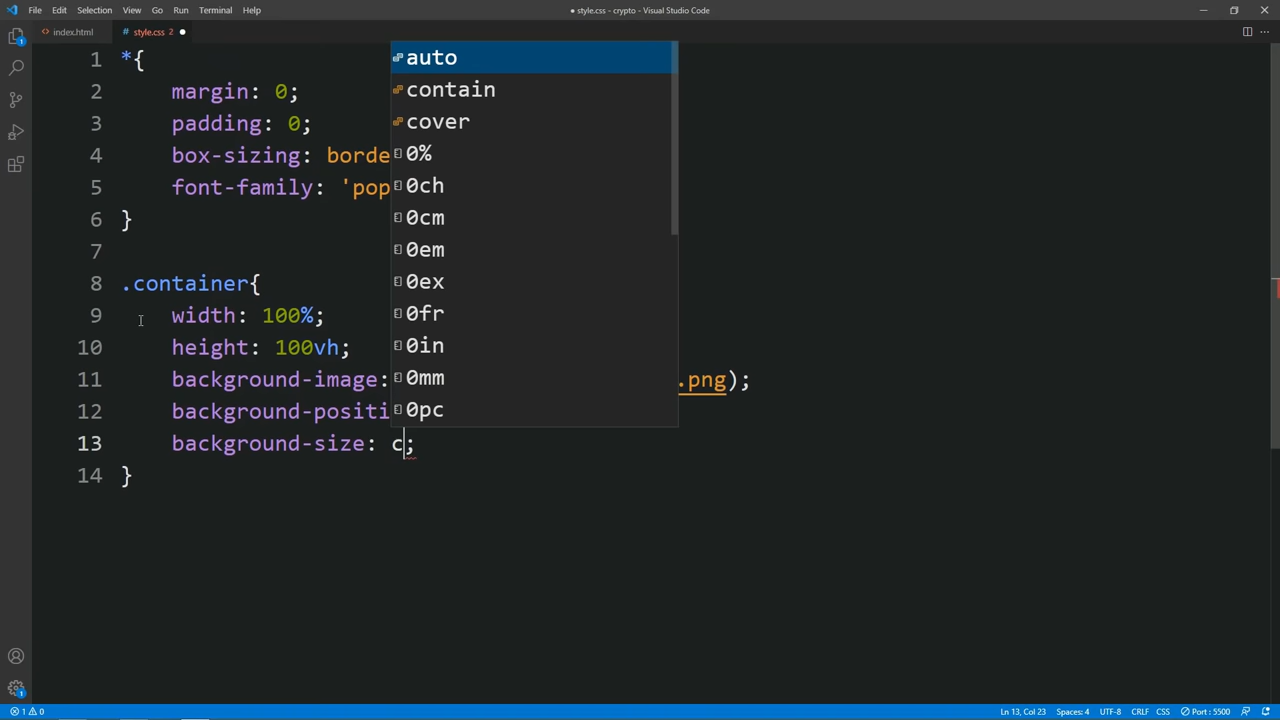 File Edit Selection View Go Run Terminal Help
● style.css - crypto - Visual Studio Code
index.html # style.css 2 ●
1 *{
2 margin: 0;
3 padding: 0;
4 box-sizing: borde
5 font-family: 'pop
6 }
7
8 .container{
9 width: 100%;
10 height: 100vh;
11 background-image: .png);
12 background-positi
13 background-size: c;
14 }
auto
contain
cover
0%
0ch
0cm
0em
0ex
0fr
0in
0mm
0pc
1
1
1 0
Ln 13, Col 23 Spaces: 4 UTF-8 CRLF CSS Port : 5500